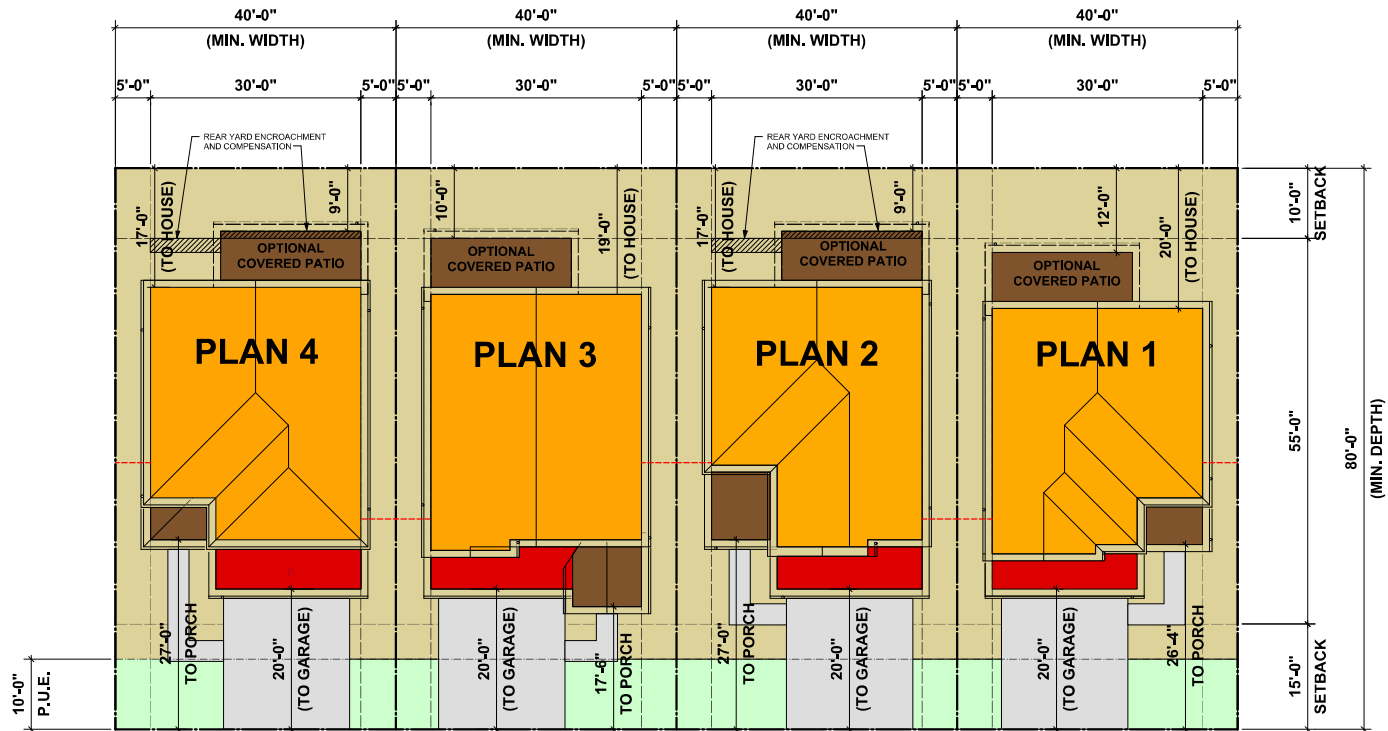 40'-0" 40'-0" 40'-0" 40'-0"
(MIN. WIDTH) (MIN. WIDTH) (MIN. WIDTH) (MIN. WIDTH)
5'-0" 30'-0" 5'-0" 5'-0" 30'-0" 5'-0" 5'-0" 30'-0" 5'-0" 5'-0" 30'-0" 5'-0"
REAR YARD ENCROACHMENT
AND COMPENSATION
REAR YARD ENCROACHMENT
AND COMPENSATION
17'-0"
(TO HOUSE)
9'-0"
10'-0"
19'-0"
(TO HOUSE)
17'-0"
(TO HOUSE)
9'-0"
12'-0"
20'-0"
(TO HOUSE)
10'-0"
SETBACK
OPTIONAL
COVERED PATIO
OPTIONAL
COVERED PATIO
OPTIONAL
COVERED PATIO
OPTIONAL
COVERED PATIO
PLAN 4
PLAN 3
PLAN 2
PLAN 1
55'-0"
80'-0"
(MIN. DEPTH)
27'-0"
TO PORCH
20'-0"
(TO GARAGE)
20'-0"
(TO GARAGE)
17'-6"
TO PORCH
27'-0"
TO PORCH
20'-0"
(TO GARAGE)
20'-0"
(TO GARAGE)
26'-4"
TO PORCH
15'-0"
SETBACK
10'-0"
P.U.E.